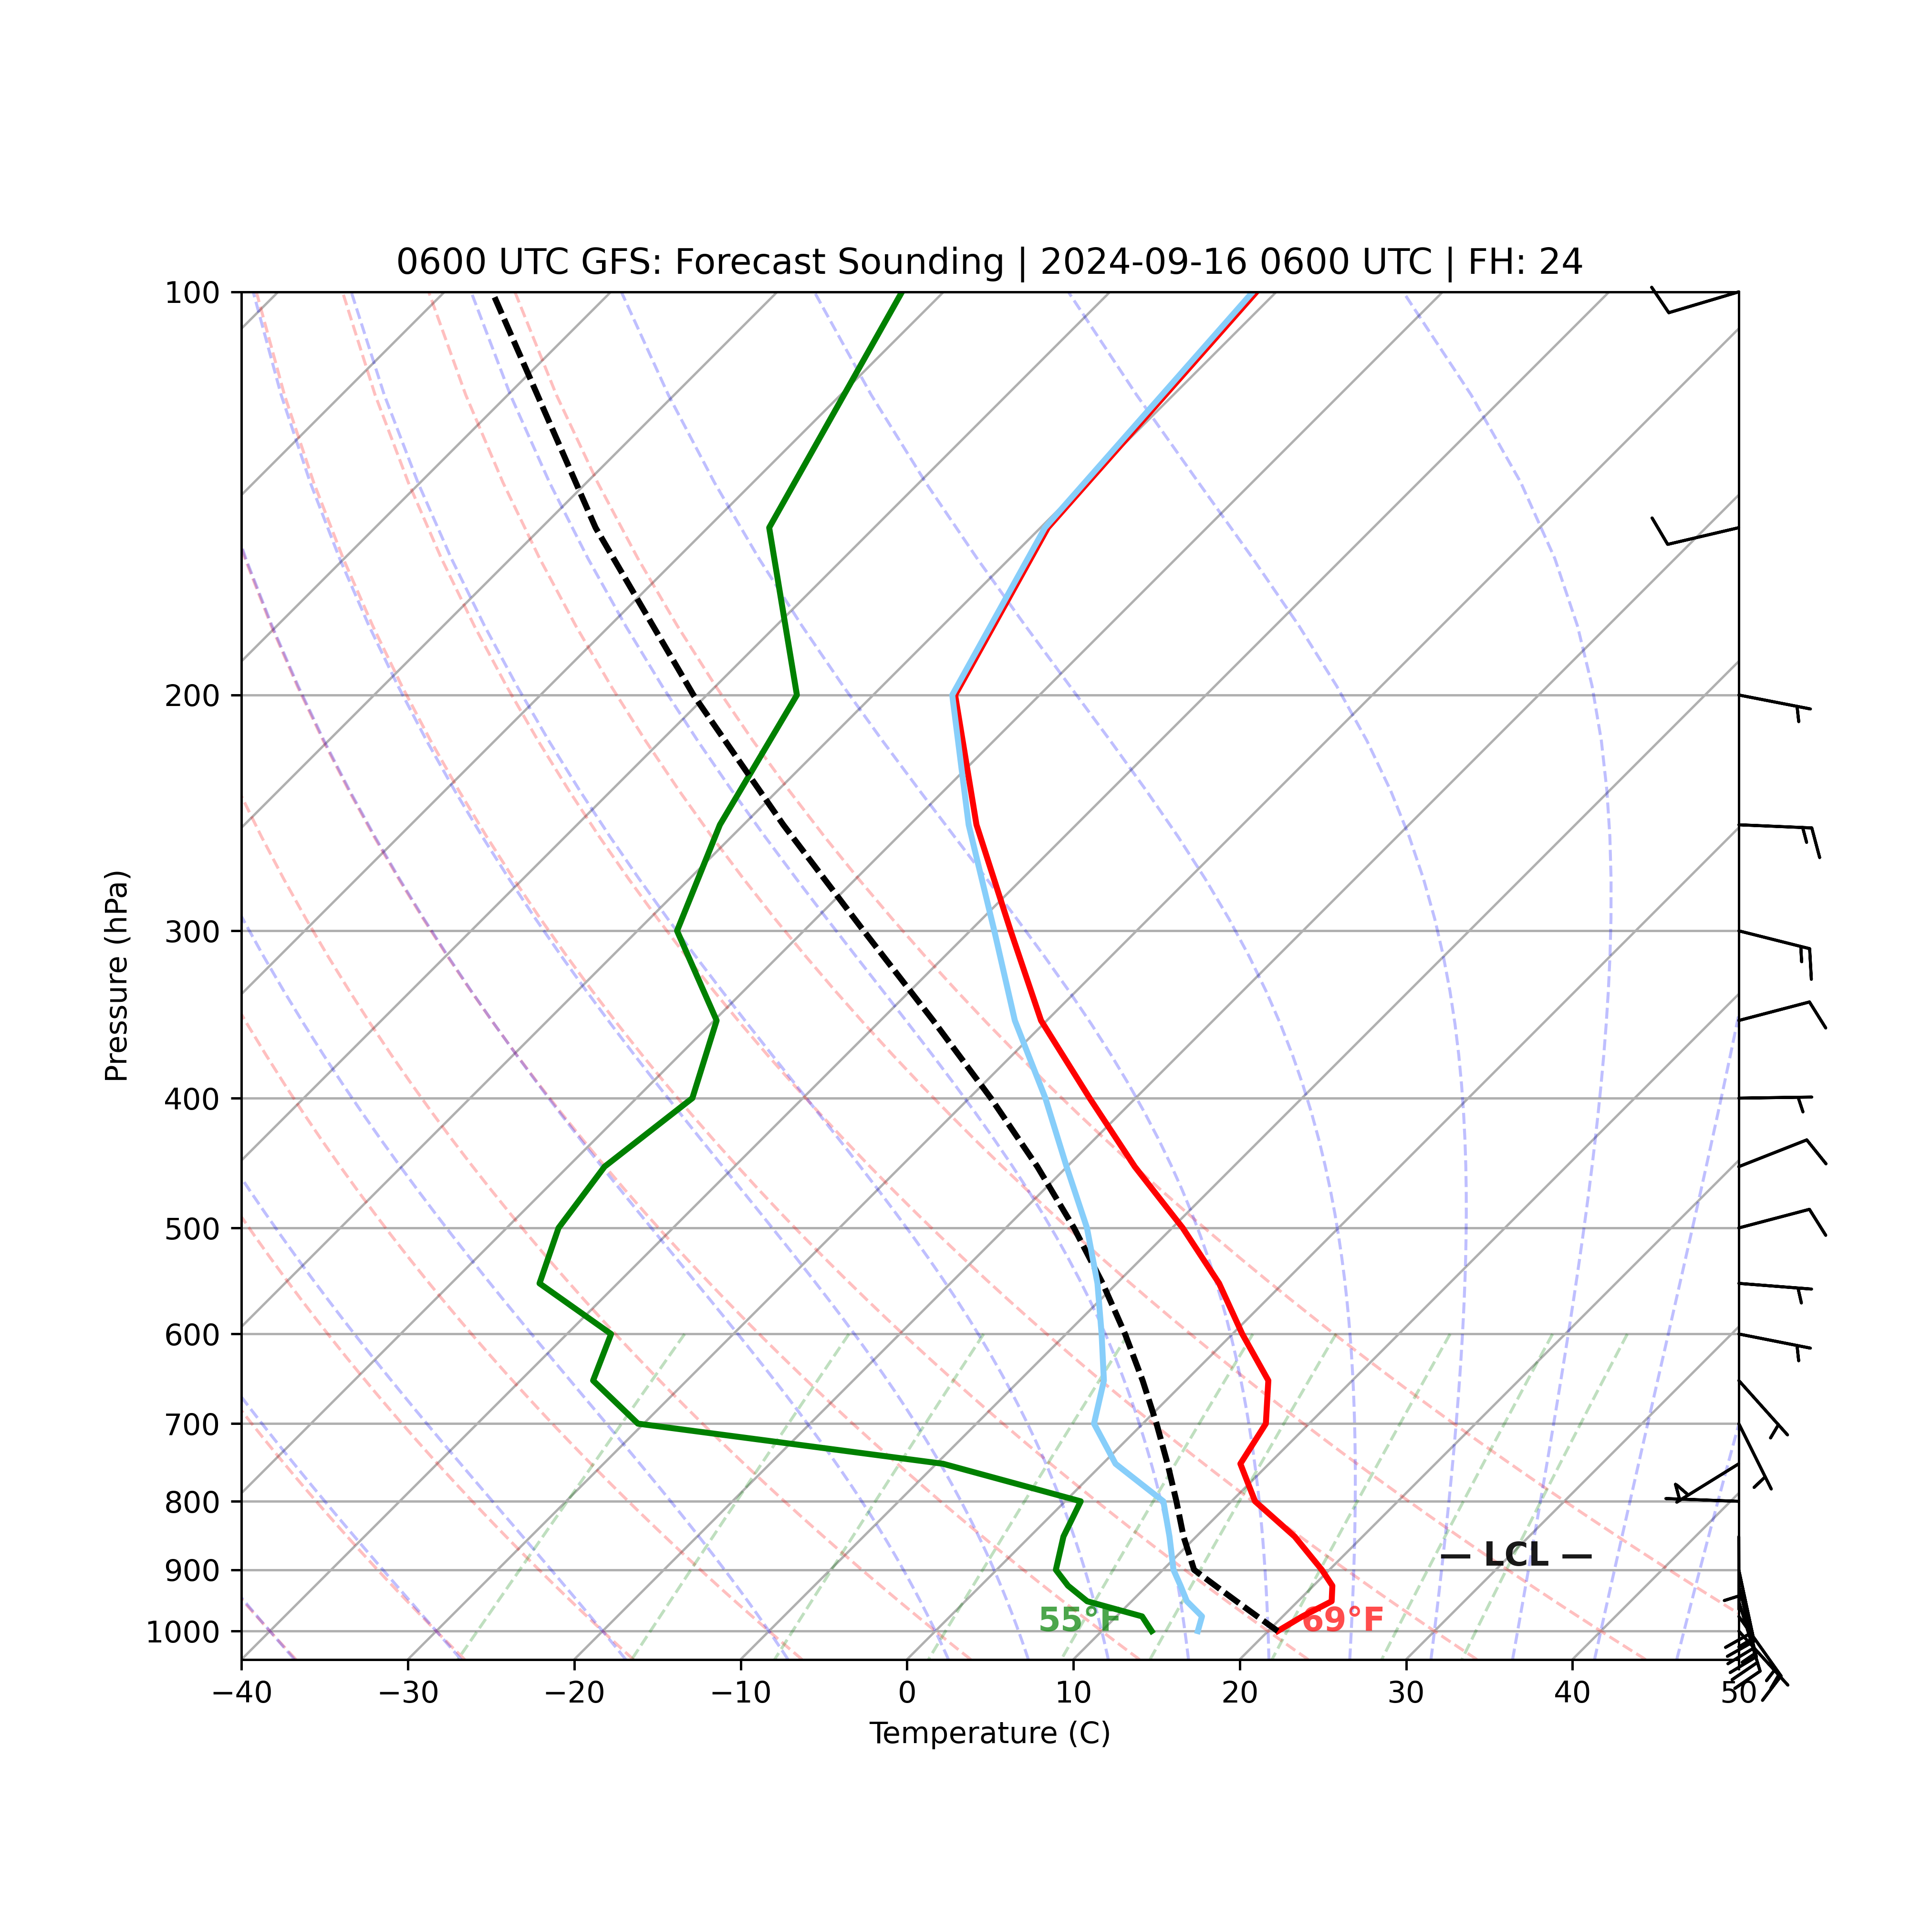 0600 UTC GFS: Forecast Sounding | 2024-09-16 0600 UTC | FH: 24
100
200
300
400
500
600
700
800
900
1000
Pressure (hPa)
— LCL —
55°F
69°F
−40 −30 −20 −10 0 10 20 30 40 50
Temperature (C)